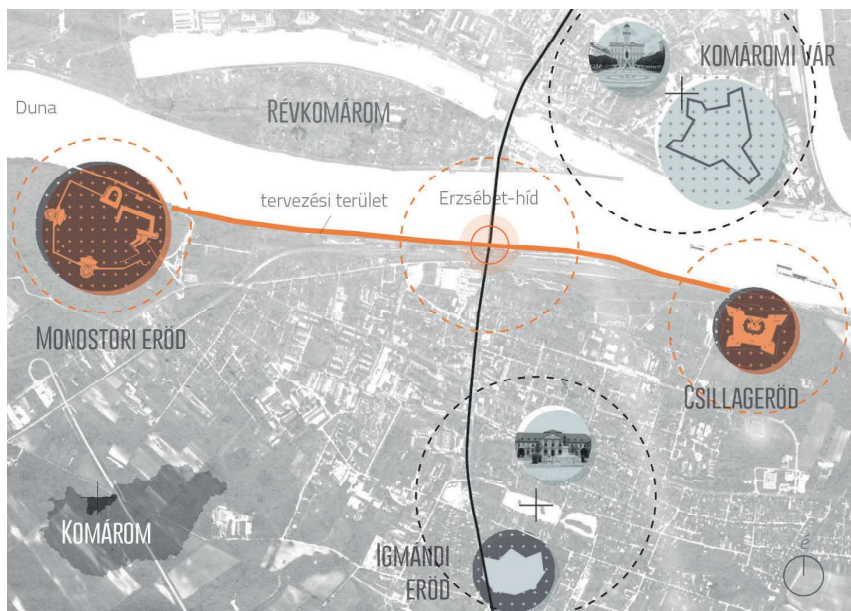 KOMÁROMI VÁR
Duna
RÉVKOMÁROM
tervezési terület
Erzsébet-híd
MONOSTORI ERŐD
CSILLAGERŐD
KOMÁROM
IGMÁNDI
ERŐD
é